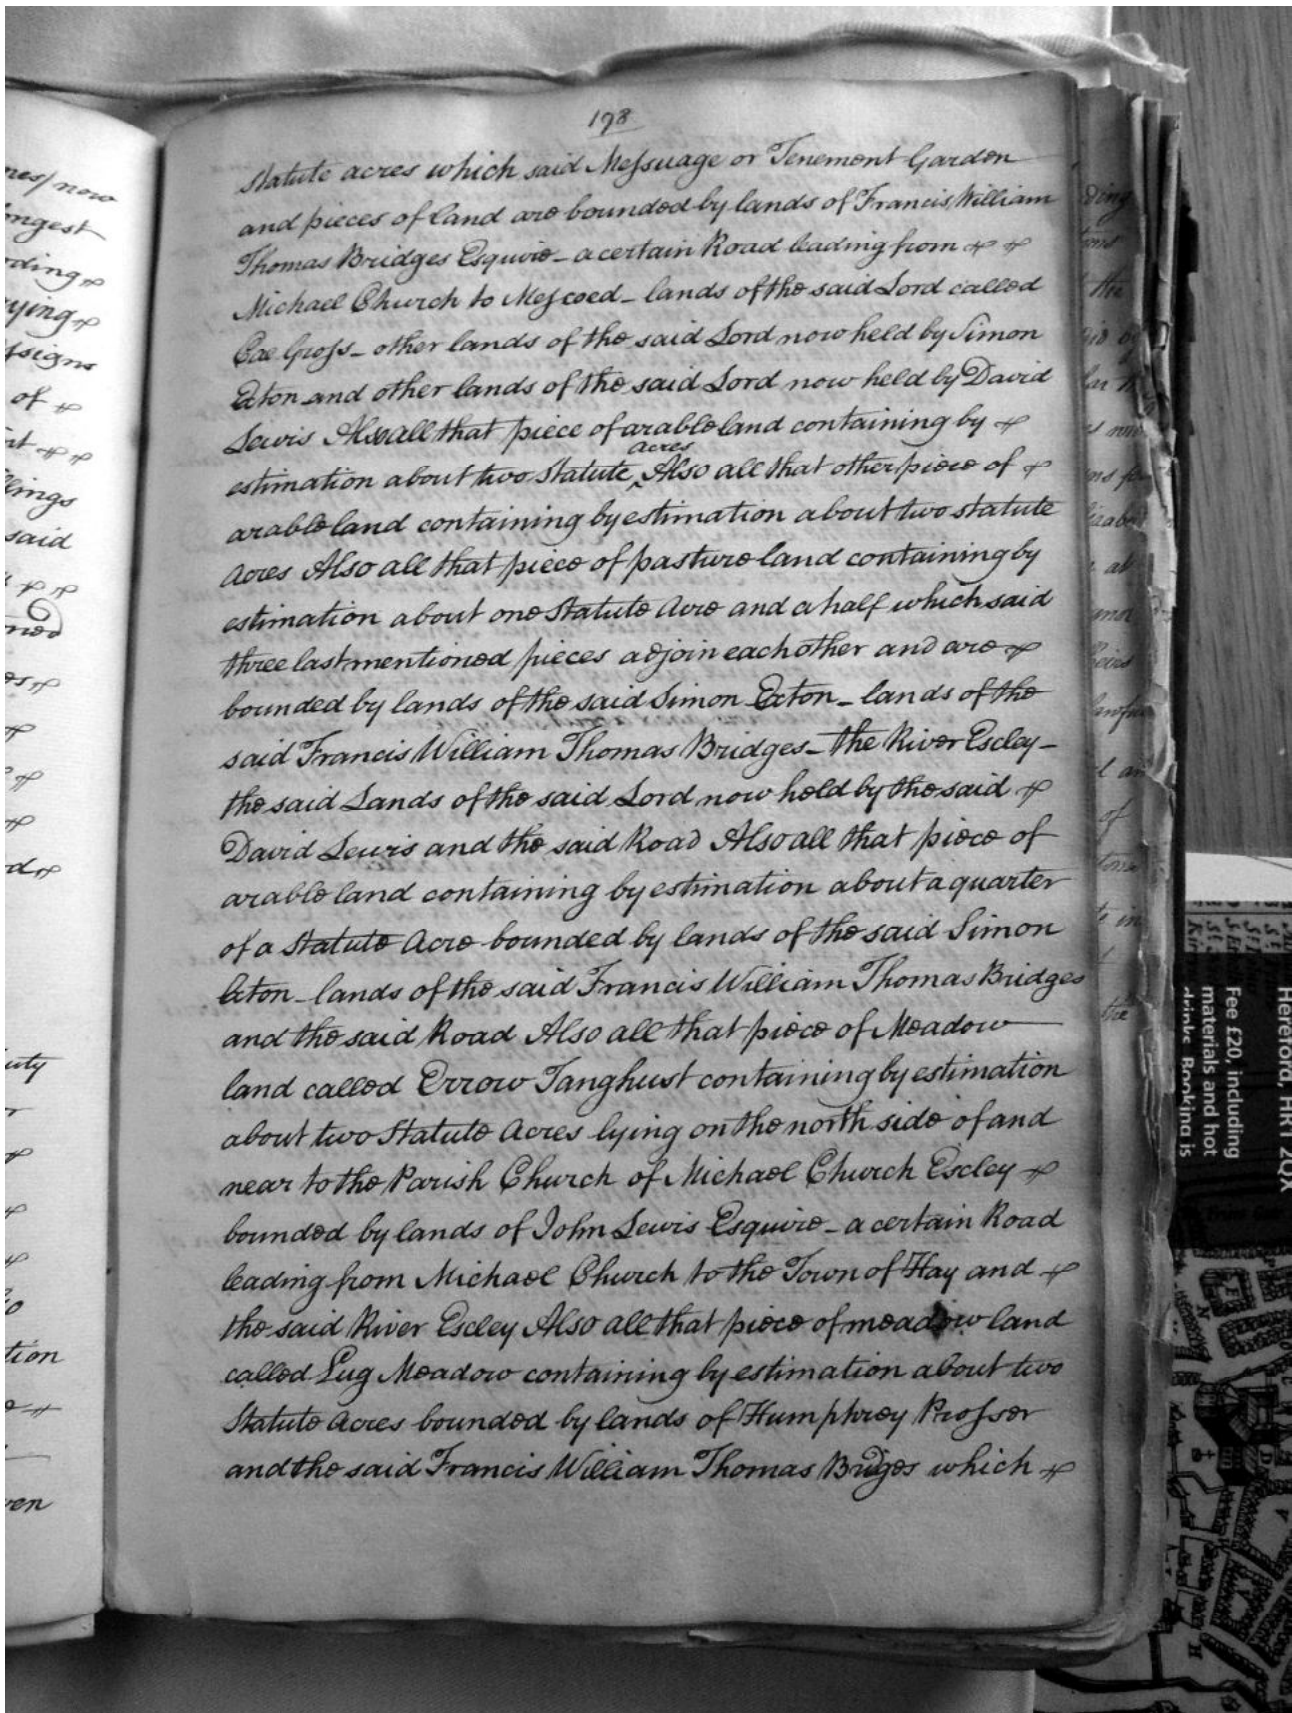 198
statute acres which said Messuage or Tenement Garden
and pieces of land are bounded by lands of Francis William
Thomas Bridges Esquire – a certain Road leading from
Michael Church to Mescoed – lands of the said Lord called
Cae Gross – other lands of the said Lord now held by Simon
Exton and other lands of the said Lord now held by David
Lewis Also all that piece of arable land containing by
estimation about two Statute ^ acres Also all that other piece of
arable land containing by estimation about two statute
Acres Also all that piece of pasture land containing by
estimation about one Statute Acre and a half which said
three last mentioned pieces adjoin each other and are
bounded by lands of the said Simon Exton – lands of the
said Francis William Thomas Bridges – the River Escley –
the said Lands of the said Lord now held by the said
David Lewis and the said Road Also all that piece of
arable land containing by estimation about a quarter
of a Statute Acre bounded by lands of the said Simon
Exton – lands of the said Francis William Thomas Bridges
and the said Road Also all that piece of Meadow
land called Errow Tanghust containing by estimation
about two Statute Acres lying on the north side of and
near to the Parish Church of Michael Church Escley
bounded by lands of John Lewis Esquire – a certain Road
leading from Michael Church to the Town of Hay and
the said River Escley Also all that piece of meadow land
called Lug Meadow containing by estimation about two
Statute Acres bounded by lands of Humphrey Prosser
and the said Francis William Thomas Bridges which
now
ongest
ying
of
lings
said
tion
Hereford, HR1 2QX
Fee £20, including
materials and hot
drink. Booking is